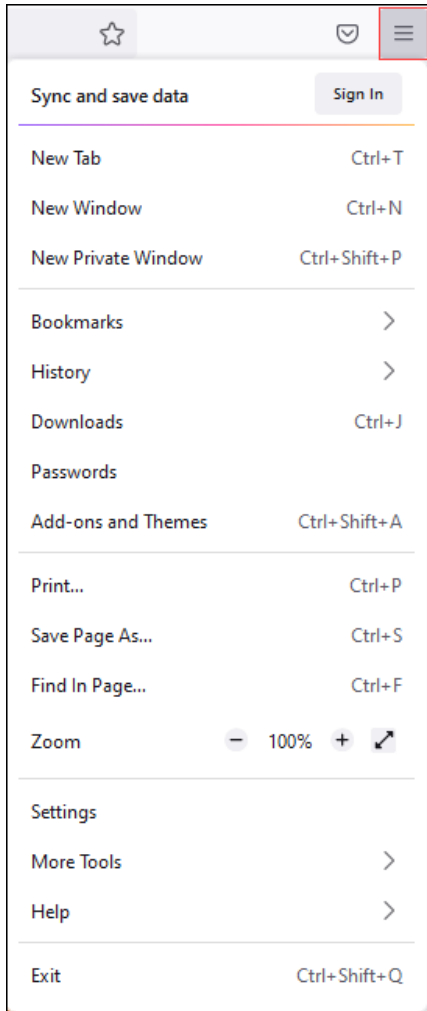 Sync and save data Sign In
New Tab Ctrl+T
New Window Ctrl+N
New Private Window Ctrl+Shift+P
Bookmarks
History
Downloads Ctrl+J
Passwords
Add-ons and Themes Ctrl+Shift+A
Print... Ctrl+P
Save Page As... Ctrl+S
Find In Page... Ctrl+F
Zoom − 100% +
Settings
More Tools
Help
Exit Ctrl+Shift+Q